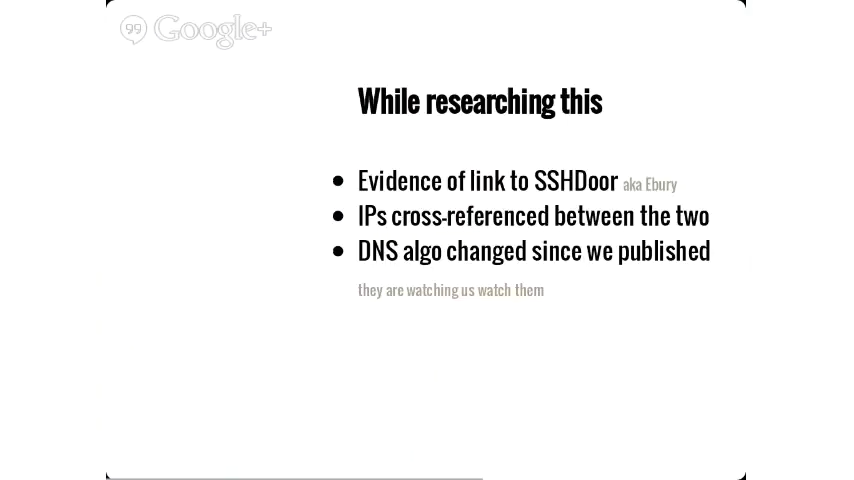 Google+
While researching this
Evidence of link to SSHDoor aka Ebury
IPs cross-referenced between the two
DNS algo changed since we published
they are watching us watch them